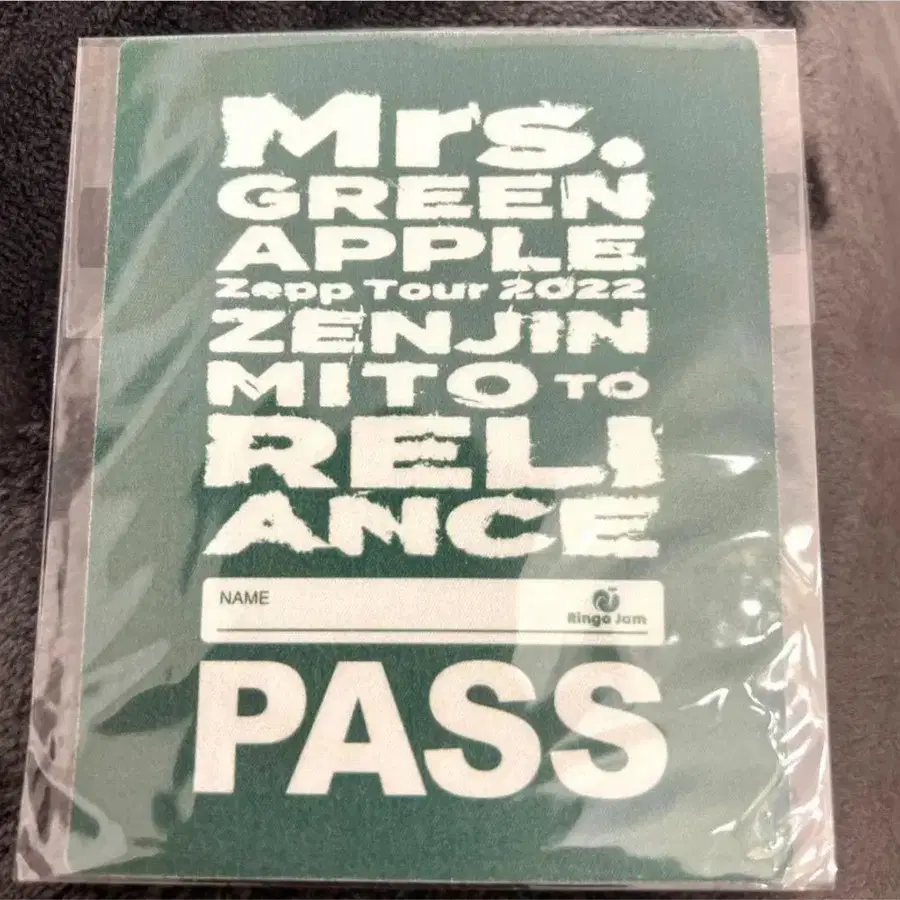 Mrs.
GREEN
APPLE
Zepp Tour 2022
ZENJIN
MITO TO
RELI
ANCE
NAME
Ringo Jam
PASS